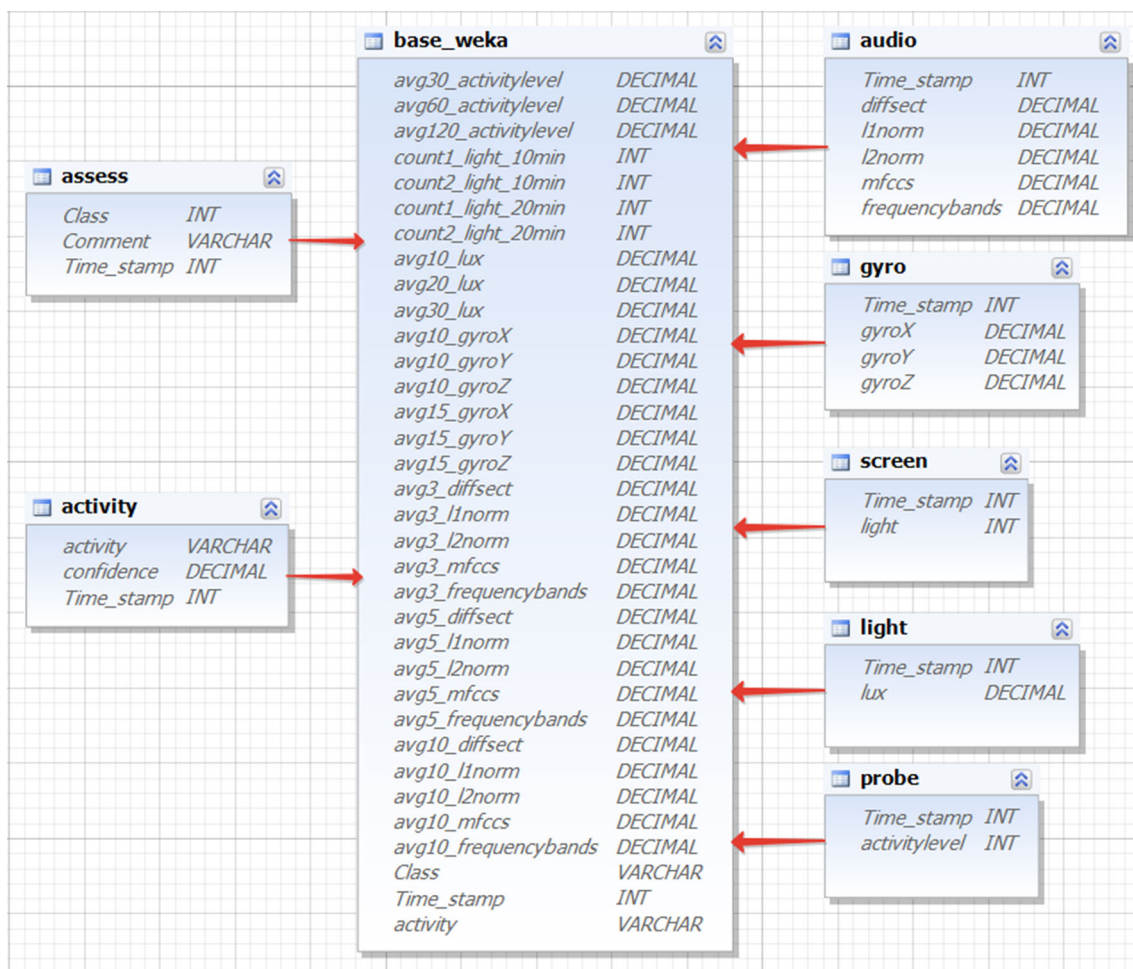 assess
Class INT
Comment VARCHAR
Time_stamp INT
activity
activity VARCHAR
confidence DECIMAL
Time_stamp INT
base_weka
avg30_activitylevel DECIMAL
avg60_activitylevel DECIMAL
avg120_activitylevel DECIMAL
count1_light_10min INT
count2_light_10min INT
count1_light_20min INT
count2_light_20min INT
avg10_lux DECIMAL
avg20_lux DECIMAL
avg30_lux DECIMAL
avg10_gyroX DECIMAL
avg10_gyroY DECIMAL
avg10_gyroZ DECIMAL
avg15_gyroX DECIMAL
avg15_gyroY DECIMAL
avg15_gyroZ DECIMAL
avg3_diffsect DECIMAL
avg3_l1norm DECIMAL
avg3_l2norm DECIMAL
avg3_mfccs DECIMAL
avg3_frequencybands DECIMAL
avg5_diffsect DECIMAL
avg5_l1norm DECIMAL
avg5_l2norm DECIMAL
avg5_mfccs DECIMAL
avg5_frequencybands DECIMAL
avg10_diffsect DECIMAL
avg10_l1norm DECIMAL
avg10_l2norm DECIMAL
avg10_mfccs DECIMAL
avg10_frequencybands DECIMAL
Class VARCHAR
Time_stamp INT
activity VARCHAR
audio
Time_stamp INT
diffsect DECIMAL
l1norm DECIMAL
l2norm DECIMAL
mfccs DECIMAL
frequencybands DECIMAL
gyro
Time_stamp INT
gyroX DECIMAL
gyroY DECIMAL
gyroZ DECIMAL
screen
Time_stamp INT
light INT
light
Time_stamp INT
lux DECIMAL
probe
Time_stamp INT
activitylevel INT